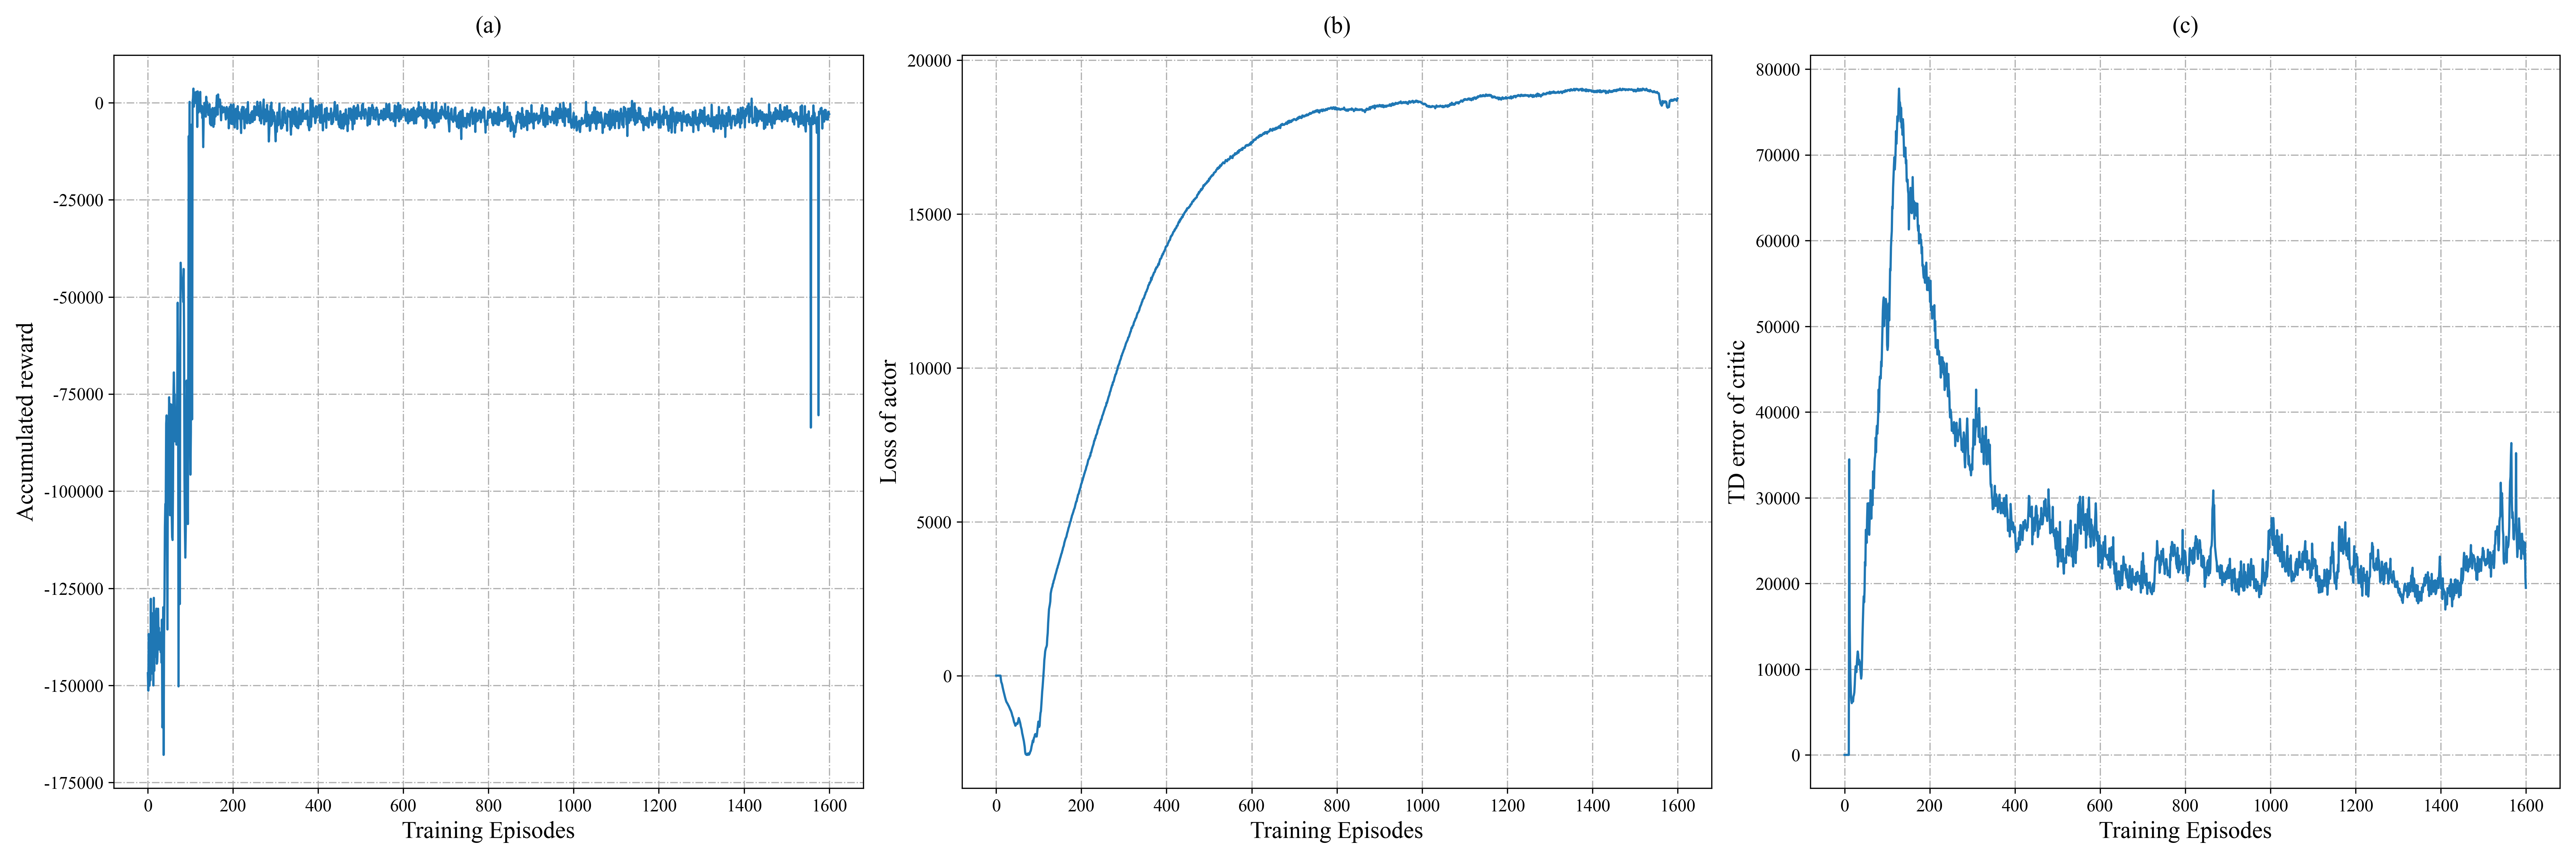 (a)
0
-25000
-50000
-75000
-100000
-125000
-150000
-175000
Accumulated reward
0 200 400 600 800 1000 1200 1400 1600
Training Episodes
(b)
20000
15000
10000
5000
0
Loss of actor
0 200 400 600 800 1000 1200 1400 1600
Training Episodes
(c)
80000
70000
60000
50000
40000
30000
20000
10000
0
TD error of critic
0 200 400 600 800 1000 1200 1400 1600
Training Episodes